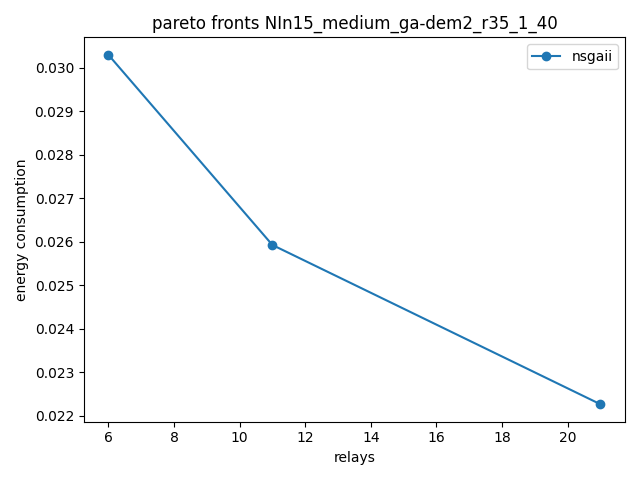 pareto fronts NIn15_medium_ga-dem2_r35_1_40
nsgaii
0.030
0.029
0.028
0.027
0.026
0.025
0.024
0.023
0.022
energy consumption
6 8 10 12 14 16 18 20
relays